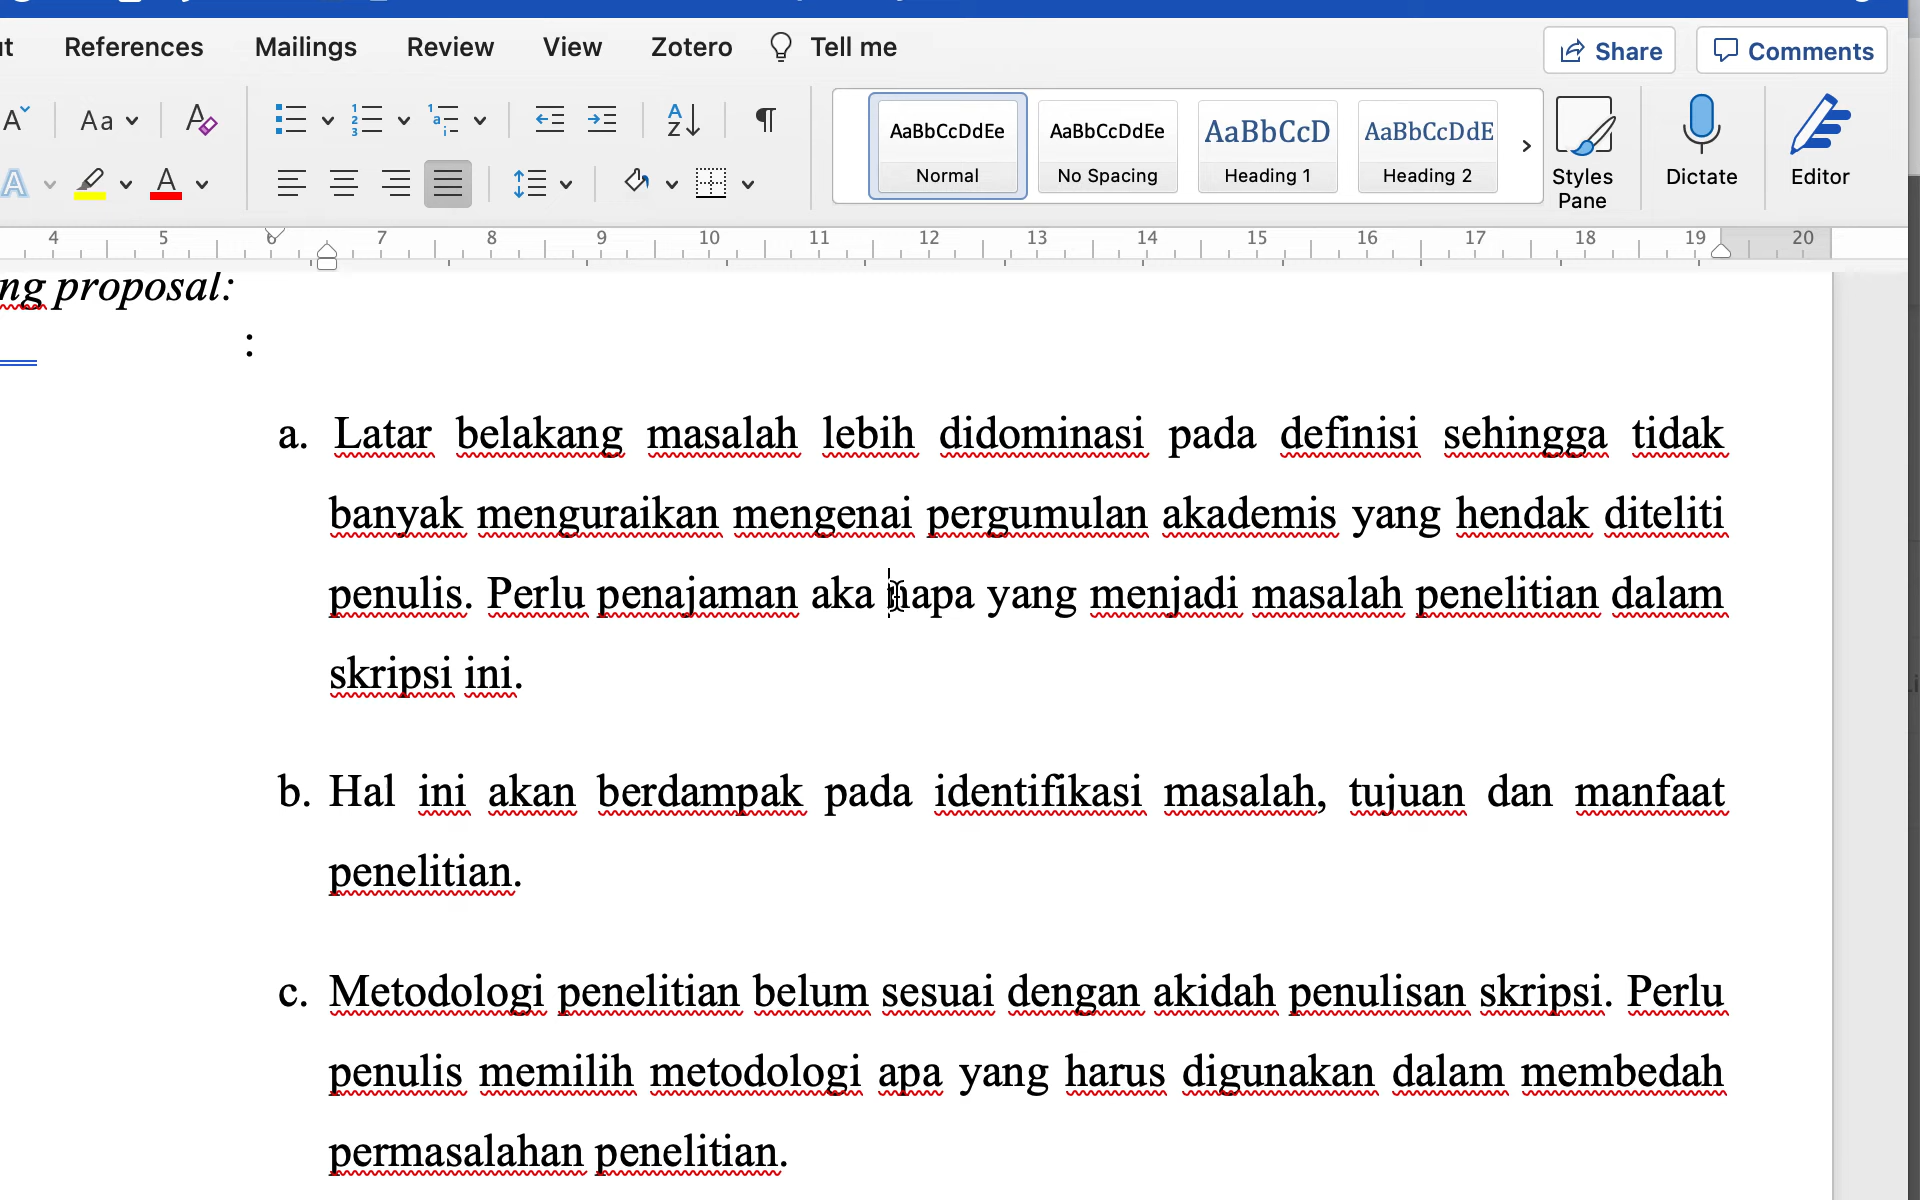 References Mailings Review View Zotero Tell me Share Comments
Aa
AaBbCcDdEe AaBbCcDdEe AaBbCcD AaBbCcDdE
Normal No Spacing Heading 1 Heading 2 Styles Pane Dictate Editor
4 5 6 7 8 9 10 11 12 13 14 15 16 17 18 19 20
proposal:
:
a. Latar belakang masalah lebih didominasi pada definisi sehingga tidak
banyak menguraikan mengenai pergumulan akademis yang hendak diteliti
penulis. Perlu penajaman aka napa yang menjadi masalah penelitian dalam
skripsi ini.
b. Hal ini akan berdampak pada identifikasi masalah, tujuan dan manfaat
penelitian.
c. Metodologi penelitian belum sesuai dengan akidah penulisan skripsi. Perlu
penulis memilih metodologi apa yang harus digunakan dalam membedah
permasalahan penelitian.